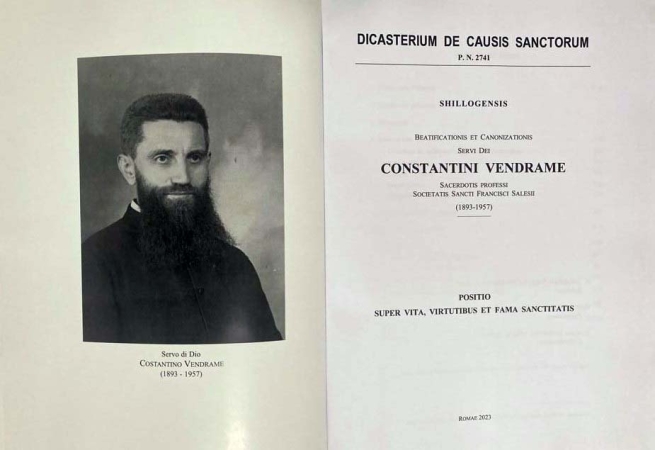 Servo di Dio
COSTANTINO VENDRAME
(1893 - 1957)
DICASTERIUM DE CAUSIS SANCTORUM
P. N. 2741
SHILLOGENSIS
BEATIFICATIONIS ET CANONIZATIONIS
SERVI DEI
CONSTANTINI VENDRAME
SACERDOTIS PROFESSI
SOCIETATIS SANCTI FRANCISCI SALESII
(1893-1957)
POSITIO
SUPER VITA, VIRTUTIBUS ET FAMA SANCTITATIS
ROMAE 2023